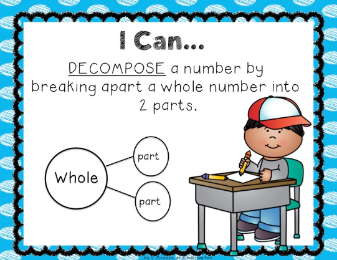 I Can...
DECOMPOSE a number by
breaking apart a whole number into
2 parts.
part
Whole
part